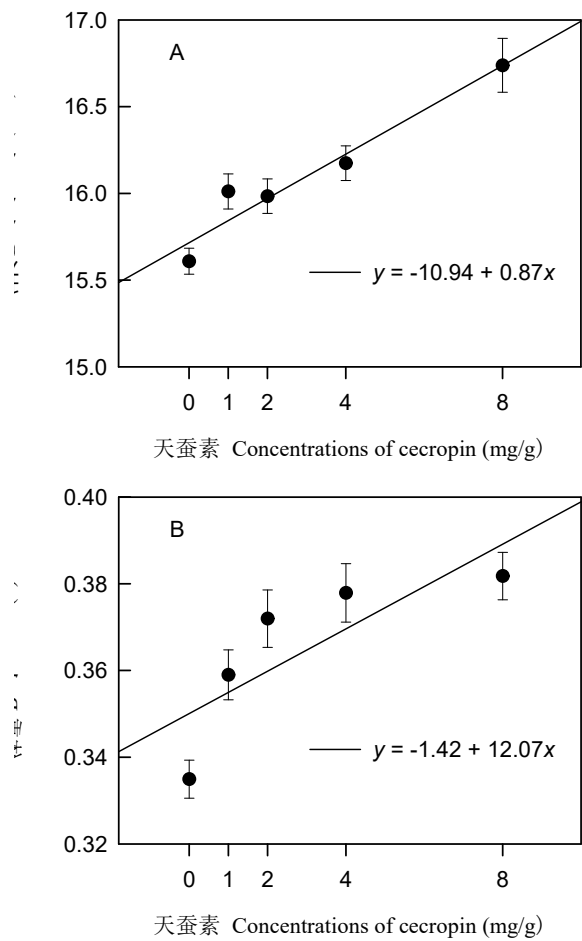 17.0
A
16.5
16.0
15.5
y = -10.94 + 0.87x
15.0
0 1 2 4 8
天蚕素 Concentrations of cecropin (mg/g)
0.40
B
0.38
0.36
0.34
y = -1.42 + 12.07x
0.32
0 1 2 4 8
天蚕素 Concentrations of cecropin (mg/g)